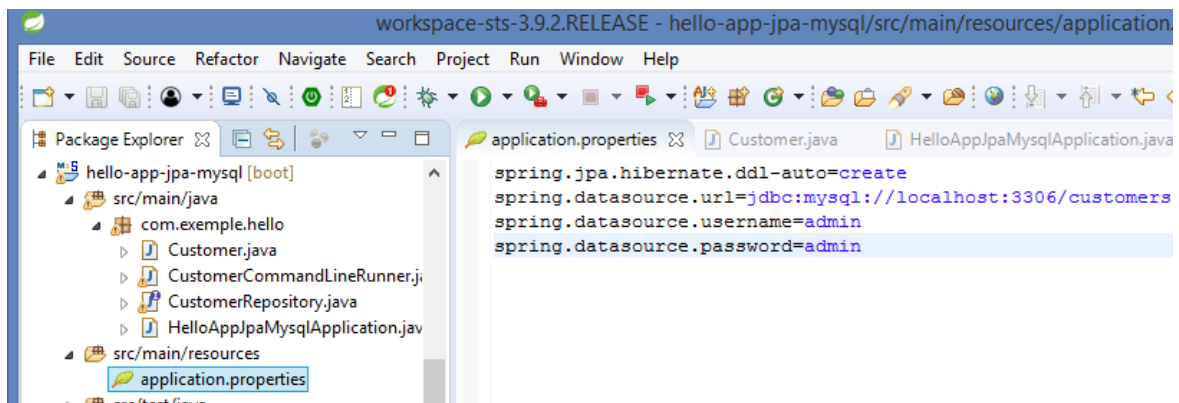 workspace-sts-3.9.2.RELEASE - hello-app-jpa-mysql/src/main/resources/application.
File Edit Source Refactor Navigate Search Project Run Window Help
Package Explorer
application.properties
Customer.java
HelloAppJpaMysqlApplication.java
hello-app-jpa-mysql [boot]
spring.jpa.hibernate.ddl-auto=create
src/main/java
spring.datasource.url=jdbc:mysql://localhost:3306/customers
com.exemple.hello
spring.datasource.username=admin
Customer.java
spring.datasource.password=admin
CustomerCommandLineRunner.ja
CustomerRepository.java
HelloAppJpaMysqlApplication.jav
src/main/resources
application.properties